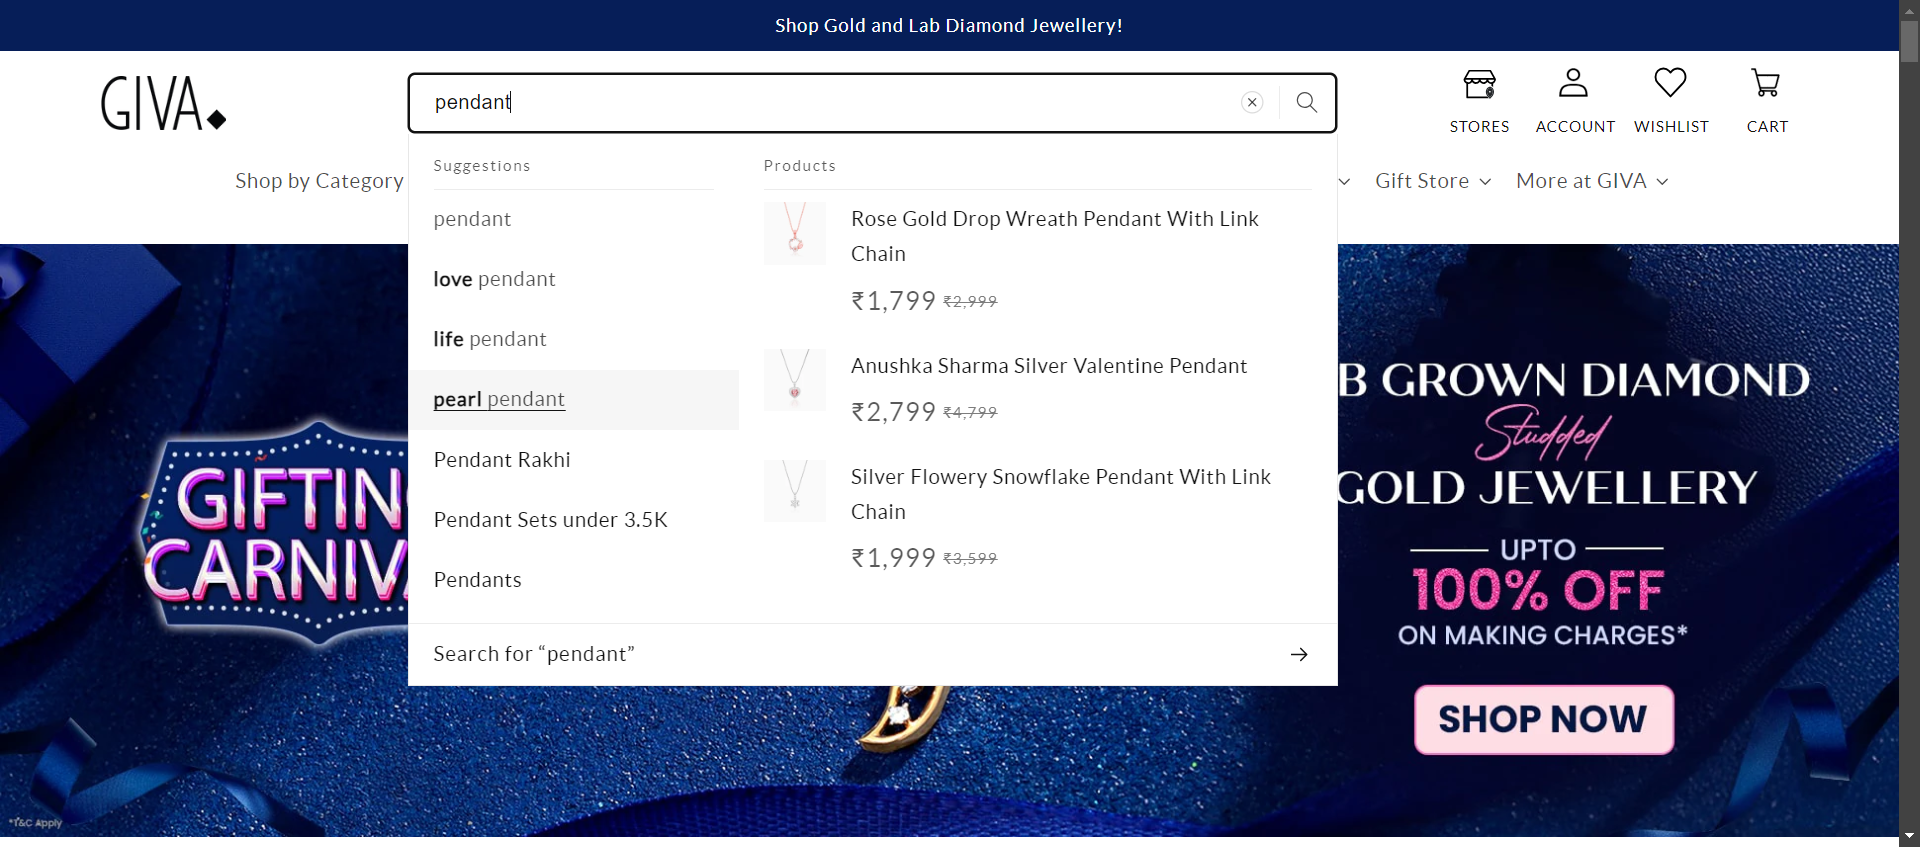 Shop Gold and Lab Diamond Jewellery!
GIVA
pendant
STORES
ACCOUNT
WISHLIST
CART
Shop by Category
Gift Store
More at GIVA
Suggestions
pendant
love pendant
life pendant
pearl pendant
Pendant Rakhi
Pendant Sets under 3.5K
Pendants
Products
Rose Gold Drop Wreath Pendant With Link
Chain
₹1,799 ₹2,999
Anushka Sharma Silver Valentine Pendant
₹2,799 ₹4,799
Silver Flowery Snowflake Pendant With Link
Chain
₹1,999 ₹3,599
Search for “pendant”
GIFTIN
CARNIV
B GROWN DIAMOND
Studded
GOLD JEWELLERY
UPTO
100% OFF
ON MAKING CHARGES*
SHOP NOW
*T&C Apply